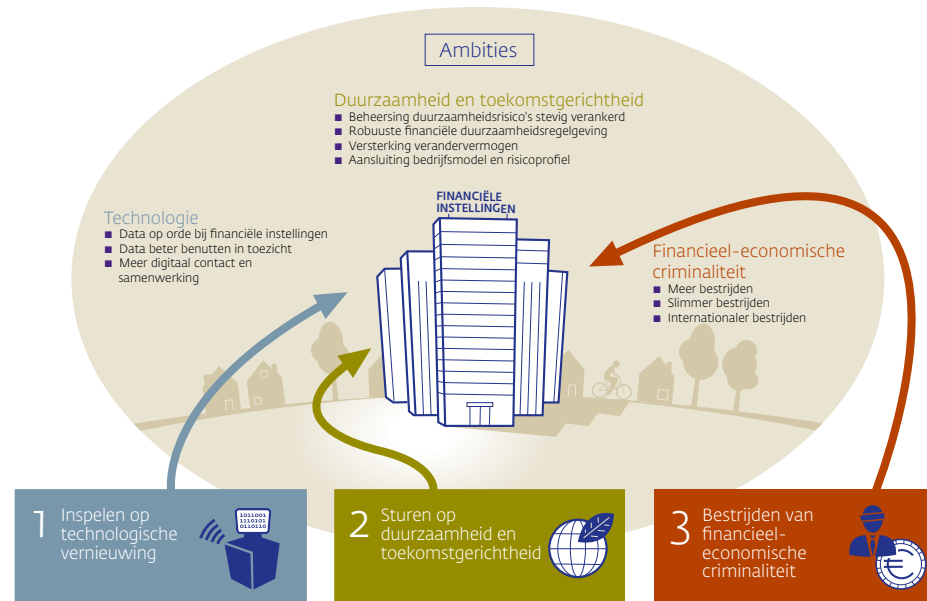 Ambities
Duurzaamheid en toekomstgerichtheid
■ Beheersing duurzaamheidsrisico's stevig verankerd
■ Robuuste financiële duurzaamheidsregelgeving
■ Versterking verandervermogen
■ Aansluiting bedrijfsmodel en risicoprofiel
FINANCIËLE
INSTELLINGEN
Technologie
■ Data op orde bij financiële instellingen
■ Data beter benutten in toezicht
■ Meer digitaal contact en
samenwerking
Financieel-economische
criminaliteit
■ Meer bestrijden
■ Slimmer bestrijden
■ Internationaler bestrijden
1 Inspelen op
technologische
vernieuwing
1011001
1110101
0110110
2 Sturen op
duurzaamheid en
toekomstgerichtheid
3 Bestrijden van
financieel-
economische
criminaliteit
€